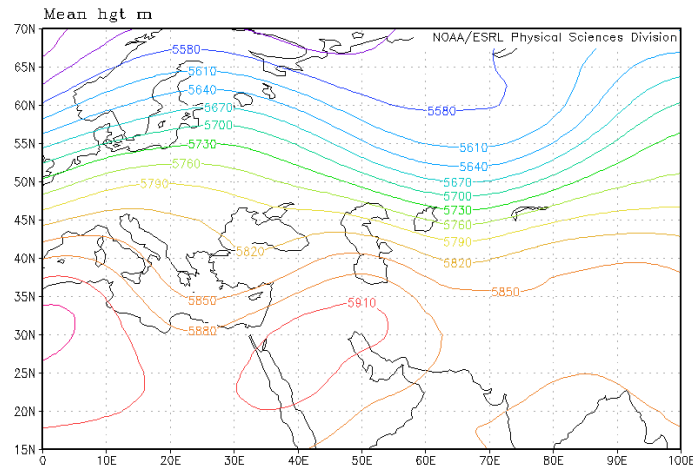 Mean hgt m
NOAA/ESRL Physical Sciences Division
70N
65N
60N
55N
50N
45N
40N
35N
30N
25N
20N
15N
5580
5610
5640
5670
5700
5730
5760
5790
5580
5610
5640
5670
5700
5730
5760
5790
5820
5820
5850
5850
5880
5910
0
10E
20E
30E
40E
50E
60E
70E
80E
90E
100E